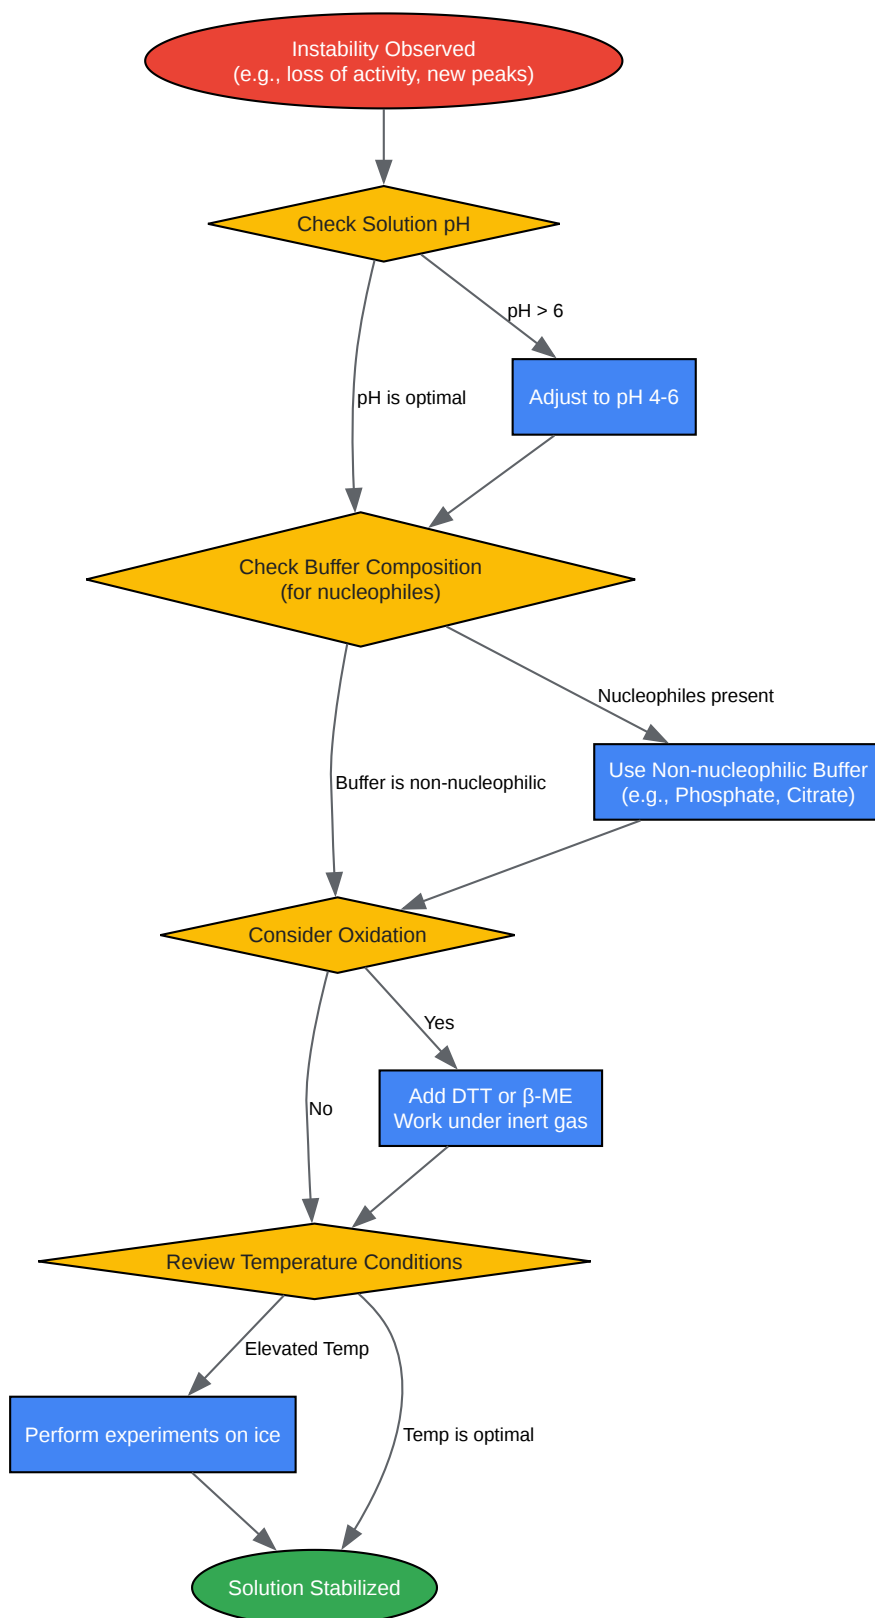 Instability Observed
(e.g., loss of activity, new peaks)
Check Solution pH
pH > 6
Adjust to pH 4-6
pH is optimal
Check Buffer Composition
(for nucleophiles)
Nucleophiles present
Use Non-nucleophilic Buffer
(e.g., Phosphate, Citrate)
Buffer is non-nucleophilic
Consider Oxidation
Yes
Add DTT or β-ME
Work under inert gas
No
Review Temperature Conditions
Elevated Temp
Perform experiments on ice
Temp is optimal
Solution Stabilized